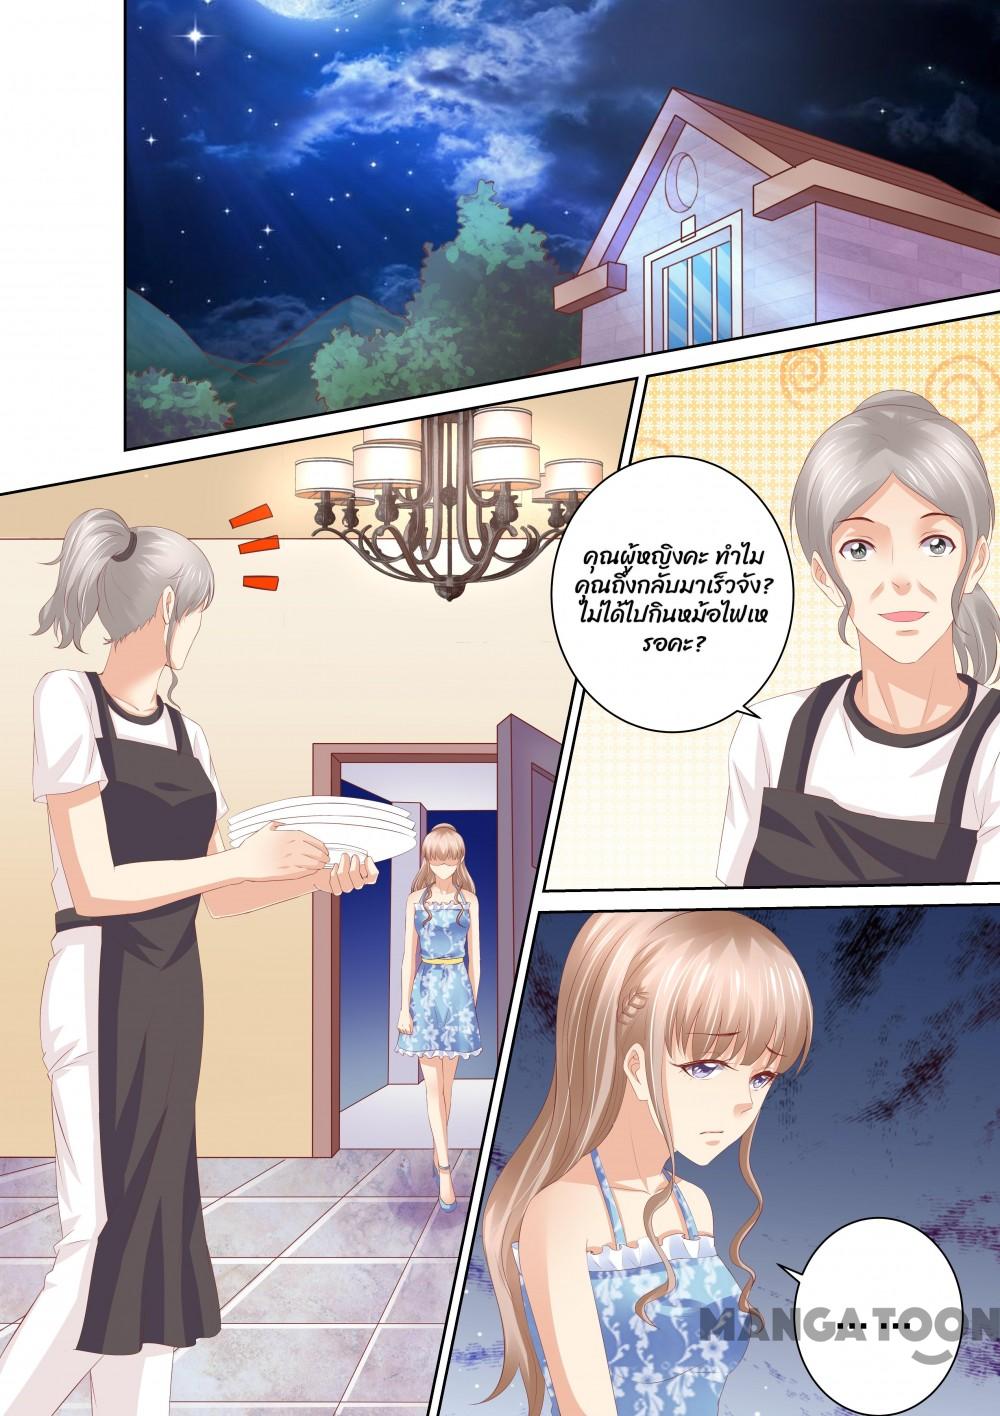 คุณผู้หญิงคะ ทำไม
คุณถึงกลับมาเร็วจัง?
ไม่ได้ไปกินหม้อไฟเห
รอคะ?
... ...
MANGATOON